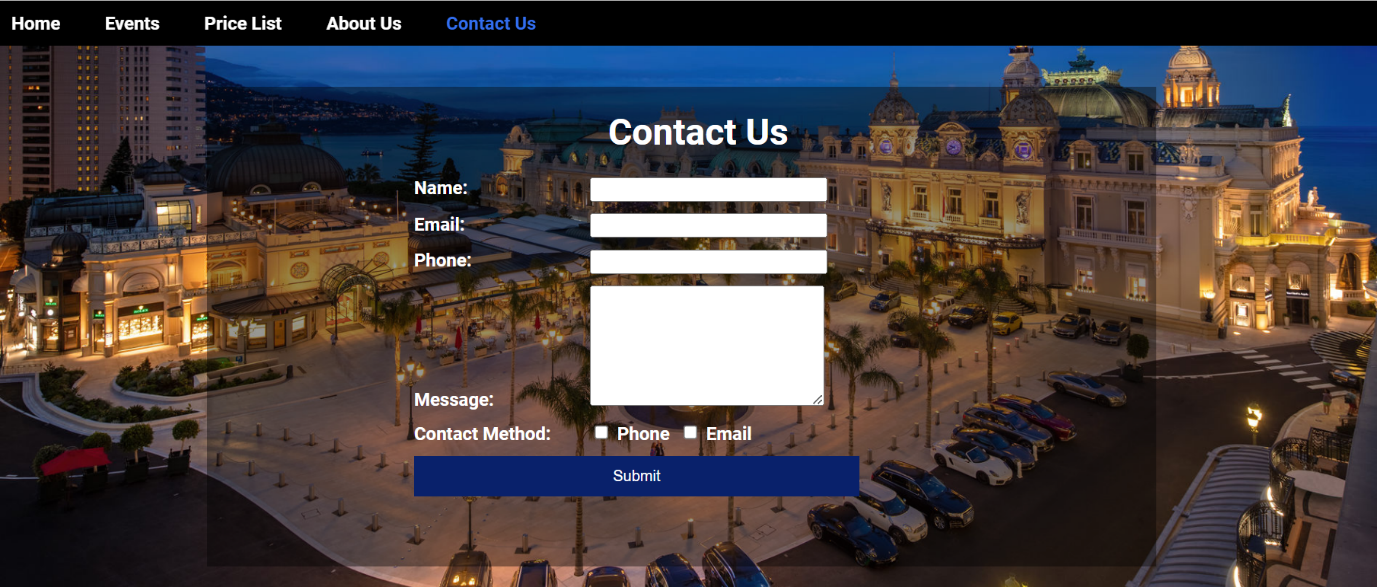 Home Events Price List About Us Contact Us
Contact Us
Name:
Email:
Phone:
Message:
Contact Method: Phone Email
Submit